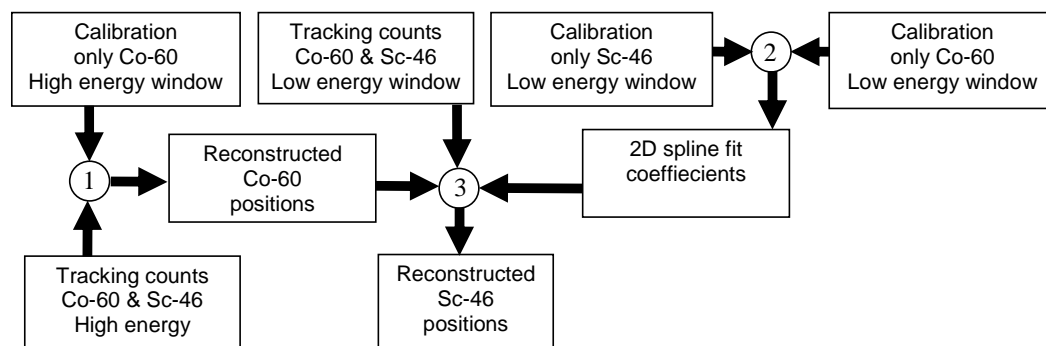 Calibration
only Co-60
High energy window
Tracking counts
Co-60 & Sc-46
Low energy window
Calibration
only Sc-46
Low energy window
2
Calibration
only Co-60
Low energy window
1
Reconstructed
Co-60
positions
3
2D spline fit
coeffiecients
Tracking counts
Co-60 & Sc-46
High energy
Reconstructed
Sc-46
positions